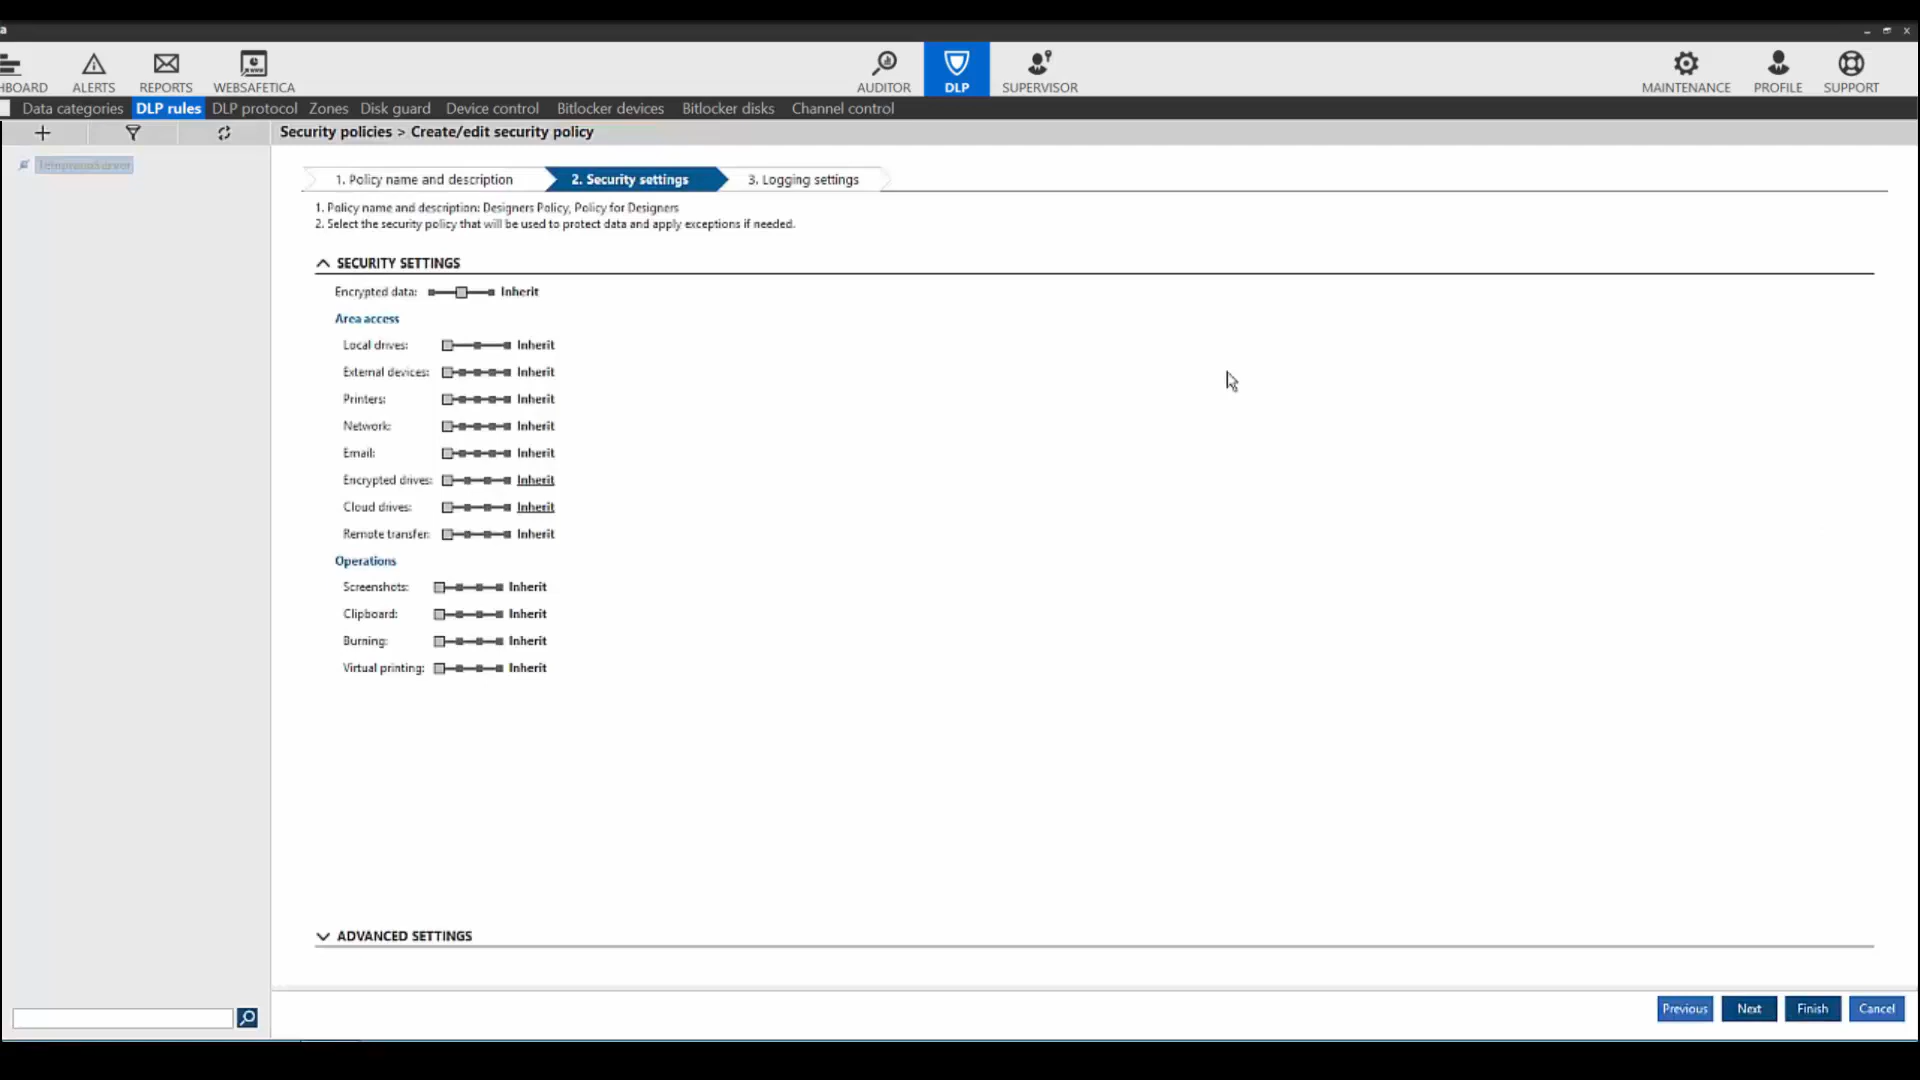 a
HBOARD ALERTS REPORTS WEBSAFETICA AUDITOR DLP SUPERVISOR MAINTENANCE PROFILE SUPPORT
Data categories DLP rules DLP protocol Zones Disk guard Device control Bitlocker devices Bitlocker disks Channel control
Security policies > Create/edit security policy
1. Policy name and description 2. Security settings 3. Logging settings
1. Policy name and description: Designers Policy, Policy for Designers
2. Select the security policy that will be used to protect data and apply exceptions if needed.
SECURITY SETTINGS
Encrypted data: Inherit
Area access
Local drives: Inherit
External devices: Inherit
Printers: Inherit
Network: Inherit
Email: Inherit
Encrypted drives: Inherit
Cloud drives: Inherit
Remote transfer: Inherit
Operations
Screenshots: Inherit
Clipboard: Inherit
Burning: Inherit
Virtual printing: Inherit
ADVANCED SETTINGS
Previous Next Finish Cancel